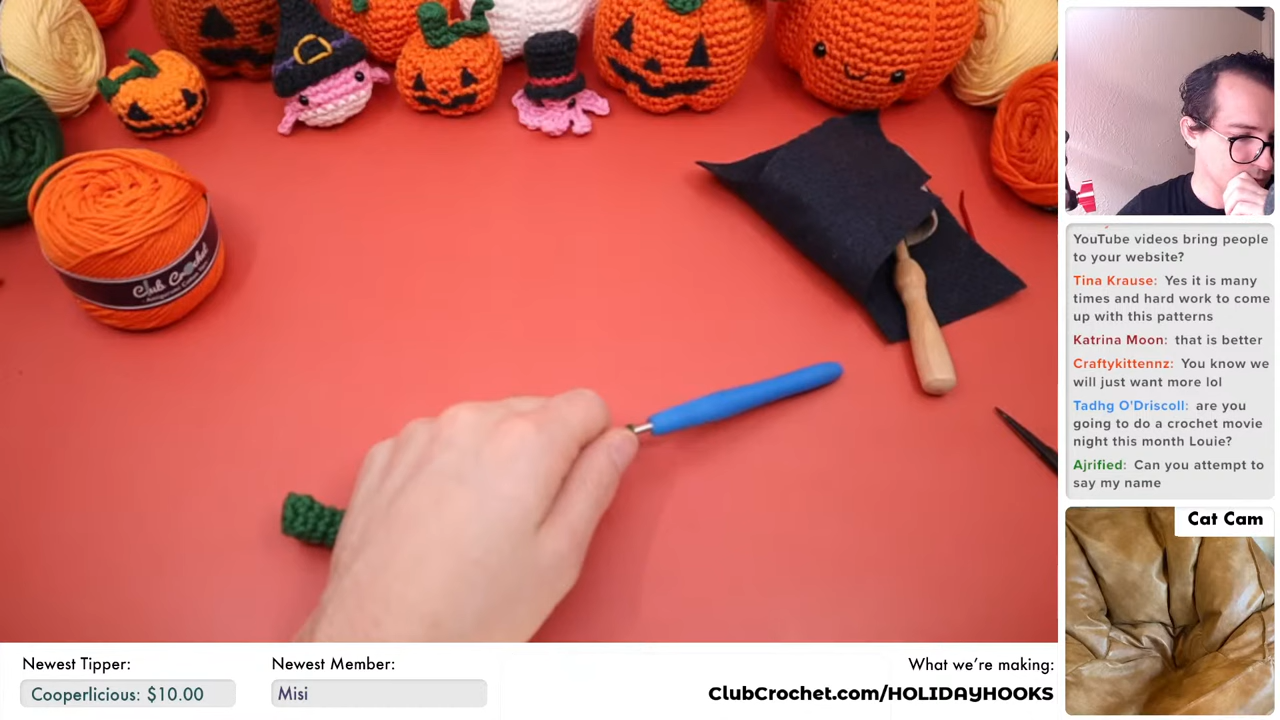 Club Crochet
YouTube videos bring people
to your website?
Tina Krause: Yes it is many
times and hard work to come
up with this patterns
Katrina Moon: that is better
Craftykittennz: You know we
will just want more lol
Tadhg O'Driscoll: are you
going to do a crochet movie
night this month Louie?
Ajrified: Can you attempt to
say my name
Cat Cam
Newest Tipper:
Cooperlicious: $10.00
Newest Member:
Misi
What we're making:
ClubCrochet.com/HOLIDAYHOOKS